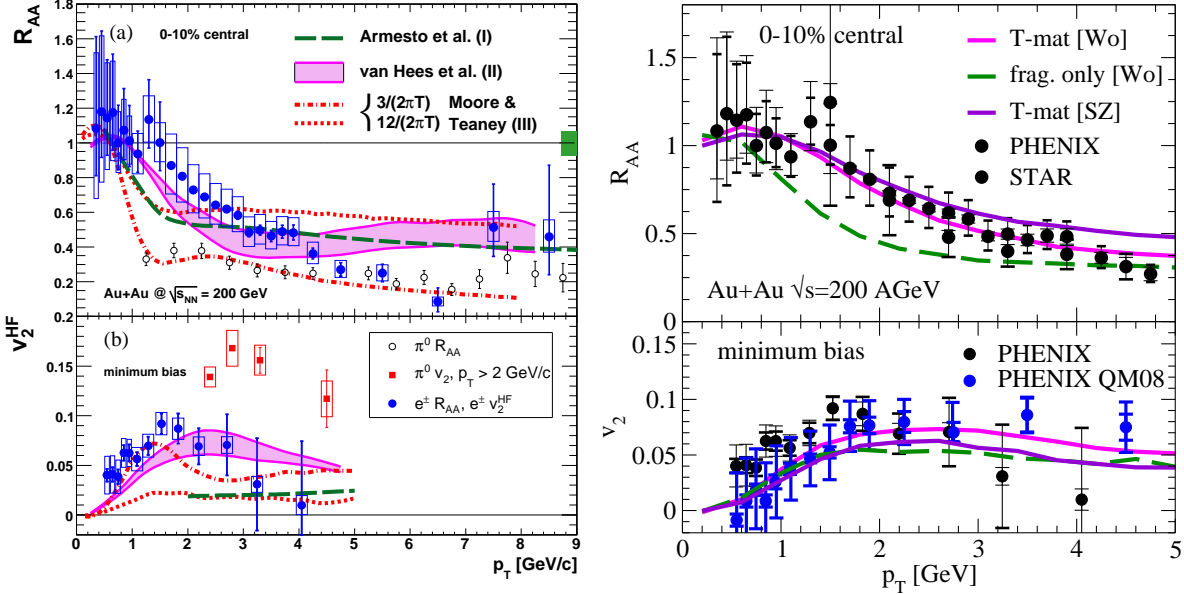 R_AA
1.8
1.6
1.4
1.2
1
0.8
0.6
0.4
0.2
(a)
0-10% central
Armesto et al. (I)
van Hees et al. (II)
3/(2πT)
12/(2πT)
Moore &
Teaney (III)
Au+Au @ √s_NN = 200 GeV
v_2^HF
0.2
0.15
0.1
0.05
0
(b)
minimum bias
π⁰ R_AA
π⁰ v_2, p_T > 2 GeV/c
e± R_AA, e± v_2^HF
0 1 2 3 4 5 6 7 8 9
p_T [GeV/c]
R_AA
1.5
1.0
0.5
0-10% central
T-mat [Wo]
frag. only [Wo]
T-mat [SZ]
PHENIX
STAR
Au+Au √s=200 AGeV
v_2
0.15
0.10
0.05
0
minimum bias
PHENIX
PHENIX QM08
0 1 2 3 4 5
p_T [GeV]